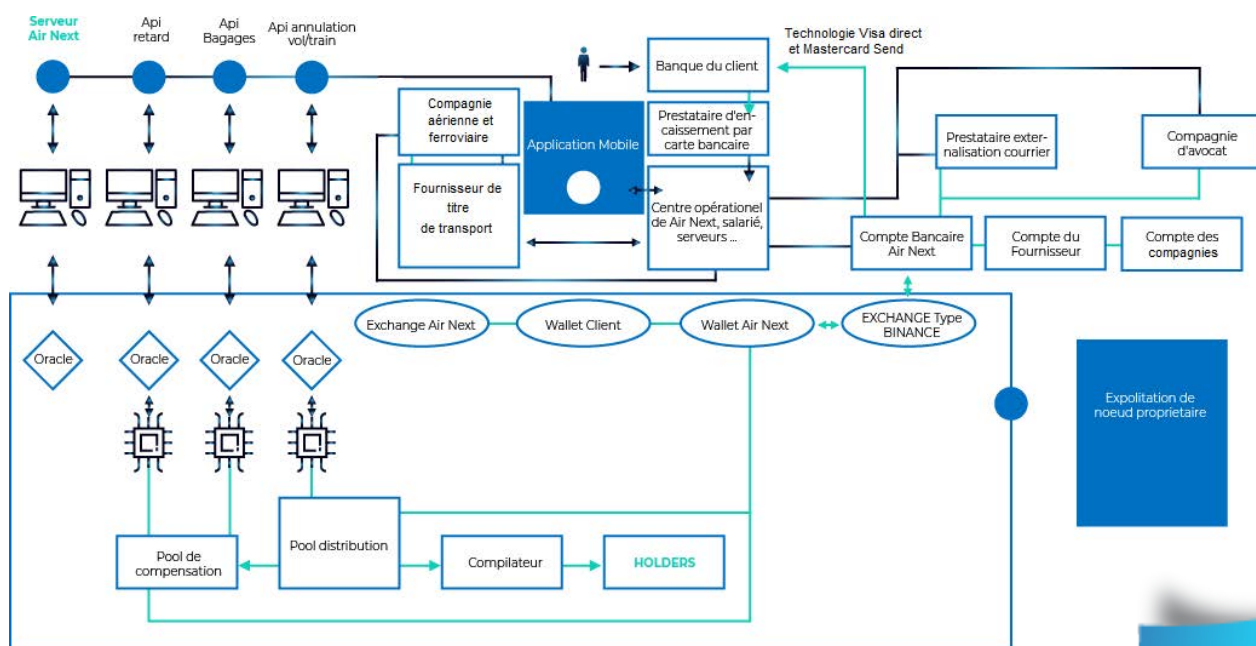 Serveur
Air Next
Api
retard
Api
Bagages
Api annulation
vol/train
Technologie Visa direct
et Mastercard Send
Banque du client
Compagnie
aérienne et
ferroviaire
Application Mobile
Prestataire d'en-
caissement par
carte bancaire
Prestataire exter-
nalisation courrier
Compagnie
d'avocat
Fournisseur de
titre
de transport
Centre opérationel
de Air Next, salarié,
serveurs ...
Compte Bancaire
Air Next
Compte du
Fournisseur
Compte des
compagnies
Exchange Air Next
Wallet Client
Wallet Air Next
EXCHANGE Type
BINANCE
Oracle
Oracle
Oracle
Oracle
Expolitation de
noeud proprietaire
Pool de
compensation
Pool distribution
Compilateur
HOLDERS